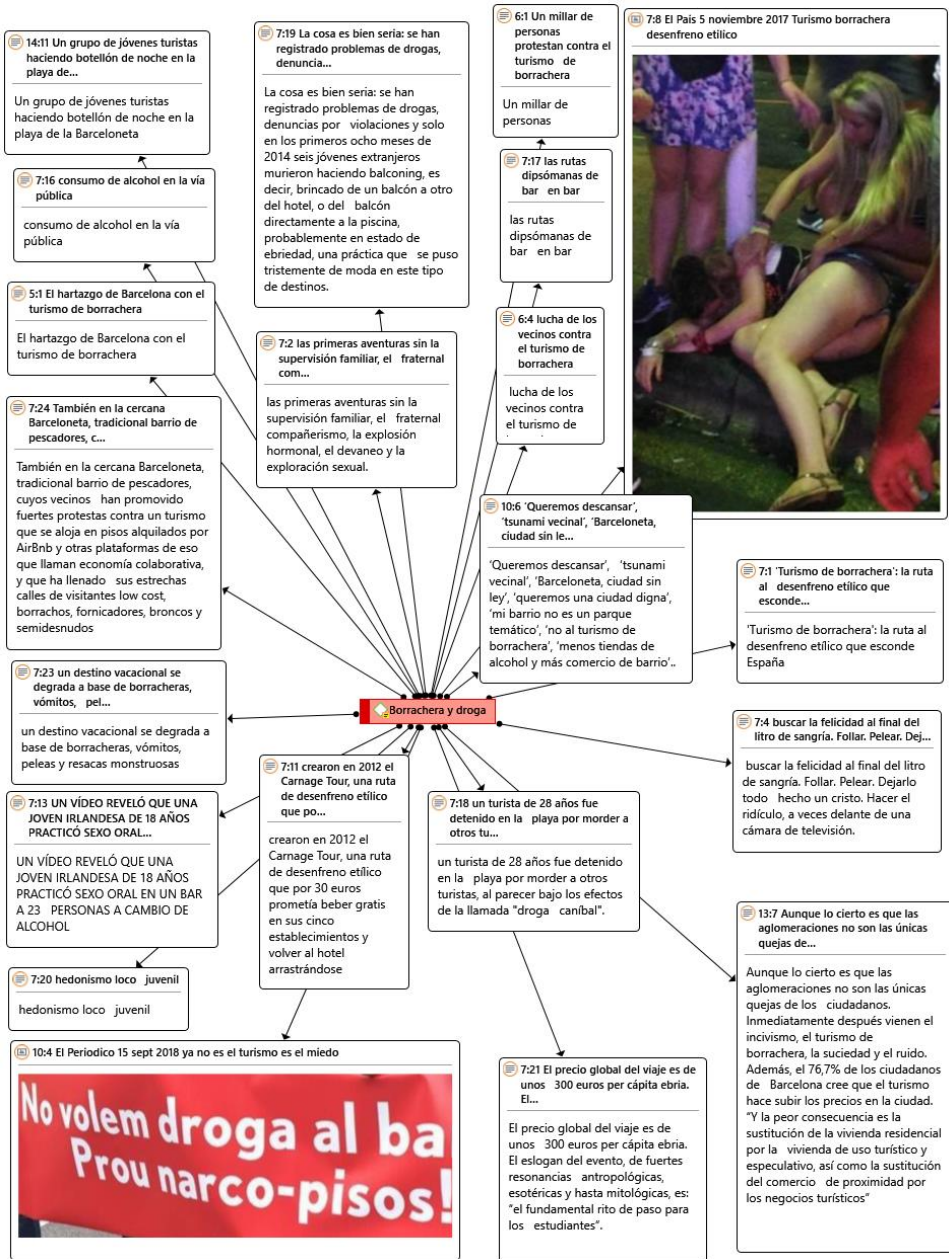 14:11 Un grupo de jóvenes turistas
haciendo botellón de noche en la
playa de...
Un grupo de jóvenes turistas
haciendo botellón de noche en la
playa de la Barceloneta
7:16 consumo de alcohol en la vía
pública
consumo de alcohol en la vía
pública
5:1 El hartazgo de Barcelona con el
turismo de borrachera
El hartazgo de Barcelona con el
turismo de borrachera
7:24 También en la cercana
Barceloneta, tradicional barrio de
pescadores, c...
También en la cercana Barceloneta,
tradicional barrio de pescadores,
cuyos vecinos han promovido
fuertes protestas contra un turismo
que se aloja en pisos alquilados por
AirBnb y otras plataformas de eso
que llaman economía colaborativa,
y que ha llenado sus estrechas
calles de visitantes low cost,
borrachos, fornicadores, broncos y
semidesnudos
7:23 un destino vacacional se
degrada a base de borracheras,
vómitos, pel...
un destino vacacional se degrada a
base de borracheras, vómitos,
peleas y resacas monstruosas
7:13 UN VÍDEO REVELÓ QUE UNA
JOVEN IRLANDESA DE 18 AÑOS
PRACTICÓ SEXO ORAL...
UN VÍDEO REVELÓ QUE UNA
JOVEN IRLANDESA DE 18 AÑOS
PRACTICÓ SEXO ORAL EN UN BAR
A 23 PERSONAS A CAMBIO DE
ALCOHOL
7:20 hedonismo loco juvenil
hedonismo loco juvenil
10:4 El Periodico 15 sept 2018 ya no es el turismo es el miedo
No volem droga al ba
Prou narco-pisos!
7:19 La cosa es bien seria: se han
registrado problemas de drogas,
denuncia...
La cosa es bien seria: se han
registrado problemas de drogas,
denuncias por violaciones y solo
en los primeros ocho meses de
2014 seis jóvenes extranjeros
murieron haciendo balconing, es
decir, brincado de un balcón a otro
del hotel, o del balcón
directamente a la piscina,
probablemente en estado de
ebriedad, una práctica que se puso
tristemente de moda en este tipo
de destinos.
7:2 las primeras aventuras sin la
supervisión familiar, el fraternal
com...
las primeras aventuras sin la
supervisión familiar, el fraternal
compañerismo, la explosión
hormonal, el devaneo y la
exploración sexual.
6:1 Un millar de
personas
protestan contra el
turismo de
borrachera
Un millar de
personas
7:17 las rutas
dipsómanas de
bar en bar
las rutas
dipsómanas de
bar en bar
6:4 lucha de los
vecinos contra
el turismo de
borrachera
lucha de los
vecinos contra
el turismo de
7:8 El Pais 5 noviembre 2017 Turismo borrachera
desenfreno etilico
10:6 'Queremos descansar',
'tsunami vecinal', 'Barceloneta,
ciudad sin le...
'Queremos descansar', 'tsunami
vecinal', 'Barceloneta, ciudad sin
ley', 'queremos una ciudad digna',
'mi barrio no es un parque
temático', 'no al turismo de
borrachera', 'menos tiendas de
alcohol y más comercio de barrio'..
7:1 'Turismo de borrachera': la ruta
al desenfreno etílico que
esconde...
'Turismo de borrachera': la ruta al
desenfreno etílico que esconde
España
Borrachera y droga
7:4 buscar la felicidad al final del
litro de sangría. Follar. Pelear. Dej...
buscar la felicidad al final del litro
de sangría. Follar. Pelear. Dejarlo
todo hecho un cristo. Hacer el
ridículo, a veces delante de una
cámara de televisión.
7:11 crearon en 2012 el
Carnage Tour, una ruta
de desenfreno etílico
que po...
crearon en 2012 el
Carnage Tour, una ruta
de desenfreno etílico
que por 30 euros
prometía beber gratis
en sus cinco
establecimientos y
volver al hotel
arrastrándose
7:18 un turista de 28 años fue
detenido en la playa por morder a
otros tu...
un turista de 28 años fue detenido
en la playa por morder a otros
turistas, al parecer bajo los efectos
de la llamada "droga caníbal".
7:21 El precio global del viaje es de
unos 300 euros per cápita ebria.
El...
El precio global del viaje es de
unos 300 euros per cápita ebria.
El eslogan del evento, de fuertes
resonancias antropológicas,
esotéricas y hasta mitológicas, es:
"el fundamental rito de paso para
los estudiantes".
13:7 Aunque lo cierto es que las
aglomeraciones no son las únicas
quejas de...
Aunque lo cierto es que las
aglomeraciones no son las únicas
quejas de los ciudadanos.
Inmediatamente después vienen el
incivismo, el turismo de
borrachera, la suciedad y el ruido.
Además, el 76,7% de los ciudadanos
de Barcelona cree que el turismo
hace subir los precios en la ciudad.
"Y la peor consecuencia es la
sustitución de la vivienda residencial
por la vivienda de uso turístico y
especulativo, así como la sustitución
del comercio de proximidad por
los negocios turísticos"